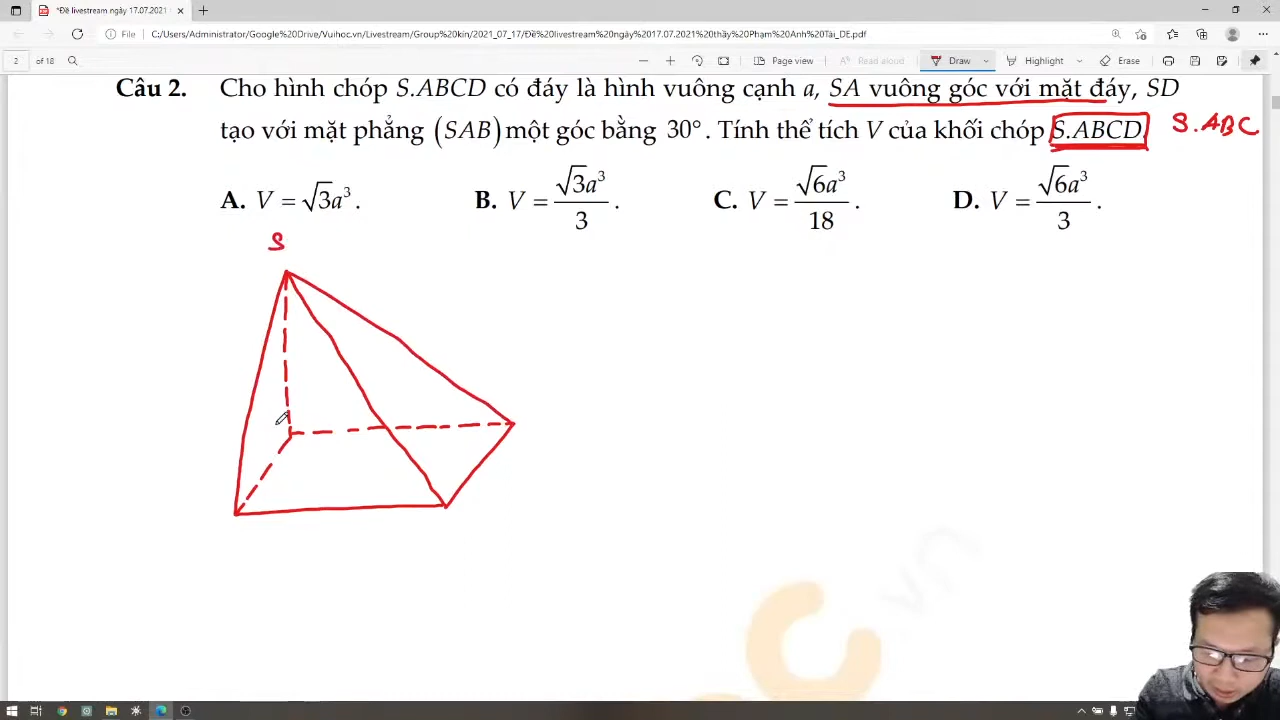 *Đề livestream ngày 17.07.2021
File
C:/Users/Administrator/Google%20Drive/Vuihoc.vn/Livestream/Group%20kín/2021_07_17/Đề%20livestream%20ngày%2017.07.2021%20thầy%20Phạm%20Anh%20Tài_DE.pdf
2 of 18
Page view
Read aloud
Draw
Highlight
Erase
Câu 2. Cho hình chóp S.ABCD có đáy là hình vuông cạnh a, SA vuông góc với mặt đáy, SD
tạo với mặt phẳng (SAB) một góc bằng 30°. Tính thể tích V của khối chóp S.ABCD. S.ABC
A. V = √3a³. B. V = √3a³/3. C. V = √6a³/18. D. V = √6a³/3.
S
vn